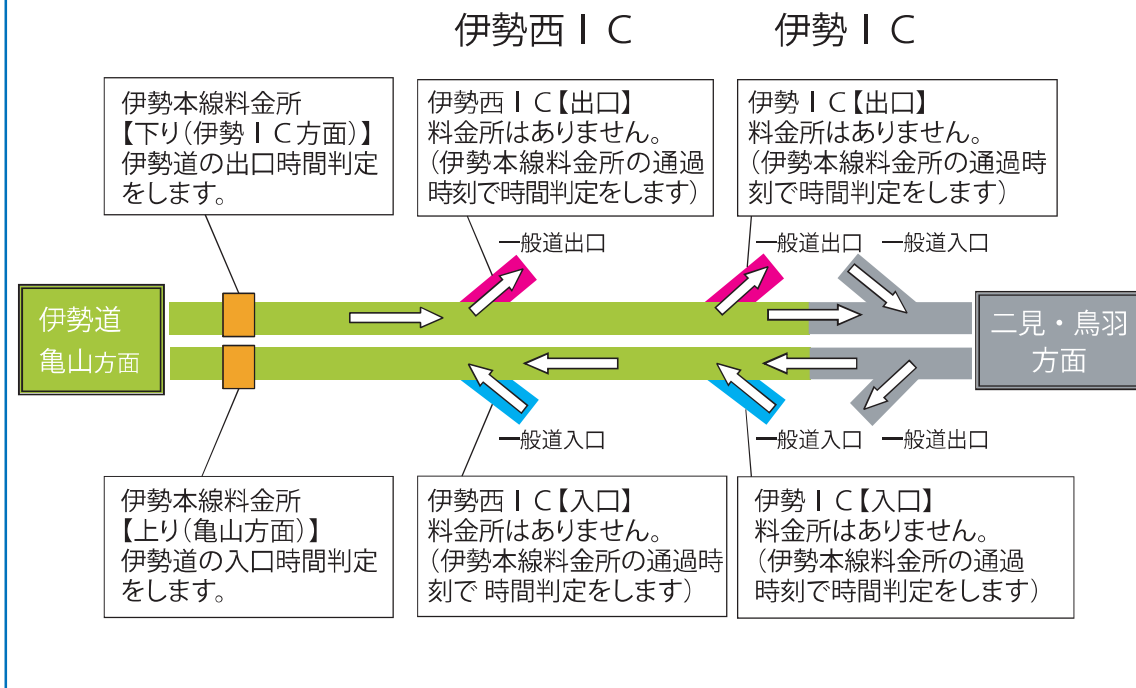 伊勢西ＩＣ
伊勢ＩＣ
伊勢本線料金所
【下り（伊勢ＩＣ方面）】
伊勢道の出口時間判定
をします。
伊勢西ＩＣ【出口】
料金所はありません。
（伊勢本線料金所の通過
時刻で時間判定をします）
伊勢ＩＣ【出口】
料金所はありません。
（伊勢本線料金所の通過時
刻で時間判定をします）
一般道出口
一般道出口
一般道入口
伊勢道
亀山方面
二見・鳥羽
方面
一般道入口
一般道入口
一般道出口
伊勢本線料金所
【上り（亀山方面）】
伊勢道の入口時間判定
をします。
伊勢西ＩＣ【入口】
料金所はありません。
（伊勢本線料金所の通過時
刻で 時間判定をします）
伊勢ＩＣ【入口】
料金所はありません。
（伊勢本線料金所の通過
時刻で時間判定をします）